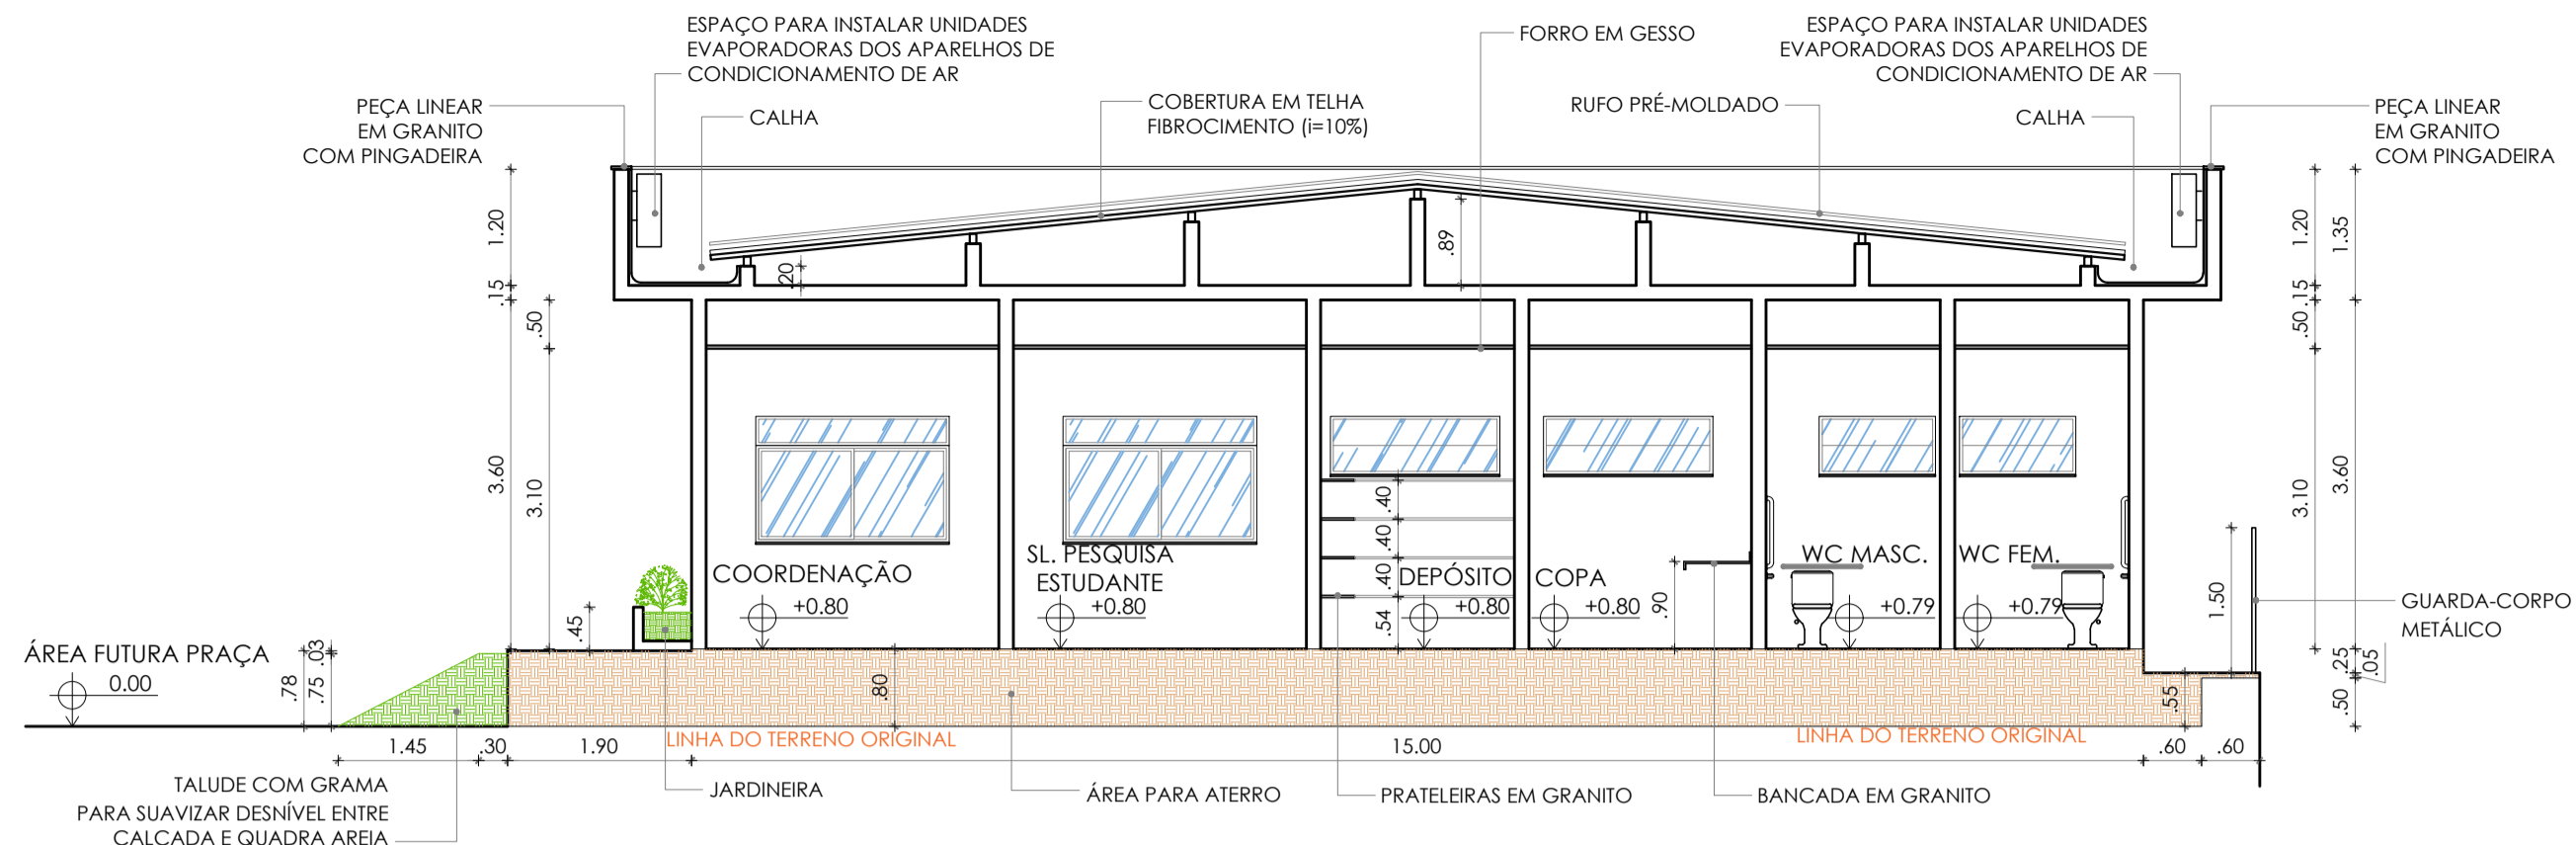 ESPAÇO PARA INSTALAR UNIDADES
EVAPORADORAS DOS APARELHOS DE
CONDICIONAMENTO DE AR
FORRO EM GESSO
ESPAÇO PARA INSTALAR UNIDADES
EVAPORADORAS DOS APARELHOS DE
CONDICIONAMENTO DE AR
PEÇA LINEAR
EM GRANITO
COM PINGADEIRA
CALHA
COBERTURA EM TELHA
FIBROCIMENTO (i=10%)
RUFO PRÉ-MOLDADO
CALHA
PEÇA LINEAR
EM GRANITO
COM PINGADEIRA
1.20
.15
.50
3.60
3.10
.20
.89
1.20
1.35
.15
.50
3.10
3.60
.40
.40
.40
.54
.90
.45
1.50
COORDENAÇÃO
+0.80
SL. PESQUISA
ESTUDANTE
+0.80
DEPÓSITO
+0.80
COPA
+0.80
WC MASC.
+0.79
WC FEM.
+0.79
GUARDA-CORPO
METÁLICO
ÁREA FUTURA PRAÇA
0.00
.78
.75
.03
.80
.55
.25
.05
.50
LINHA DO TERRENO ORIGINAL
LINHA DO TERRENO ORIGINAL
1.45
.30
1.90
15.00
.60
.60
TALUDE COM GRAMA
PARA SUAVIZAR DESNÍVEL ENTRE
CALÇADA E QUADRA AREIA
JARDINEIRA
ÁREA PARA ATERRO
PRATELEIRAS EM GRANITO
BANCADA EM GRANITO